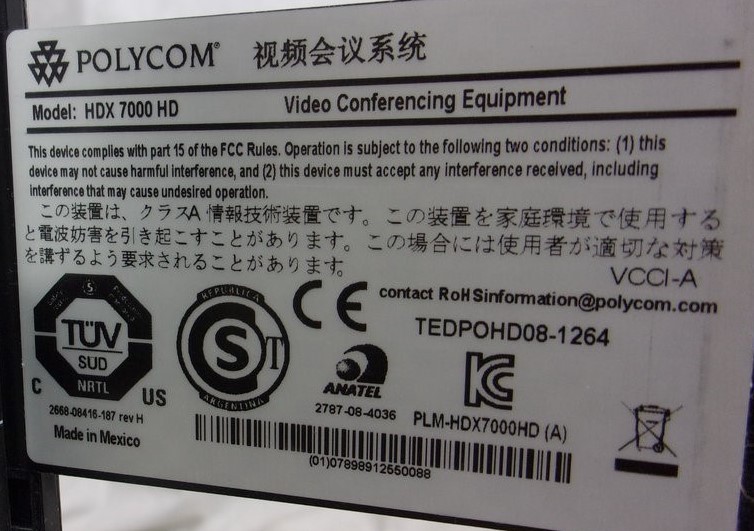 POLYCOM® 视频会议系统
Model: HDX 7000 HD Video Conferencing Equipment
This device complies with part 15 of the FCC Rules. Operation is subject to the following two conditions: (1) this
device may not cause harmful interference, and (2) this device must accept any interference received, including
interference that may cause undesired operation.
この装置は、クラスA 情報技術装置です。この装置を家庭環境で使用する
と電波妨害を引き起こすことがあります。この場合には使用者が適切な対策
を講ずるよう要求されることがあります。
VCCI-A
contact RoHSinformation@polycom.com
TEDPOHD08-1264
TÜV
SUD
NRTL
C US
2668-08416-187 rev H
Made in Mexico
REPUBLICA
S T
ARGENTINA
CE
ANATEL
2787-08-4036
KC
PLM-HDX7000HD (A)
(01)07898912550088